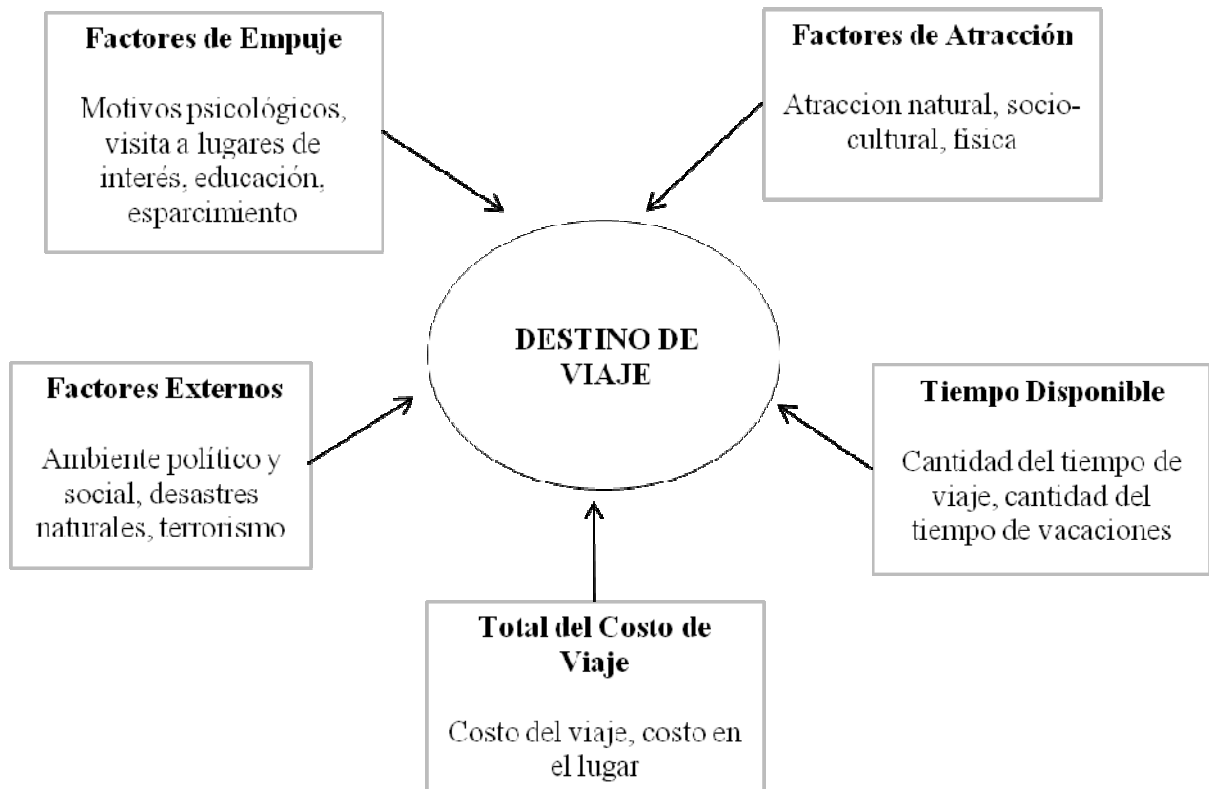 Factores de Empuje
Motivos psicológicos,
visita a lugares de
interés, educación,
esparcimiento
Factores de Atracción
Atraccion natural, socio-
cultural, fisica
DESTINO DE
VIAJE
Factores Externos
Ambiente político y
social, desastres
naturales, terrorismo
Tiempo Disponible
Cantidad del tiempo de
viaje, cantidad del
tiempo de vacaciones
Total del Costo de
Viaje
Costo del viaje, costo en
el lugar